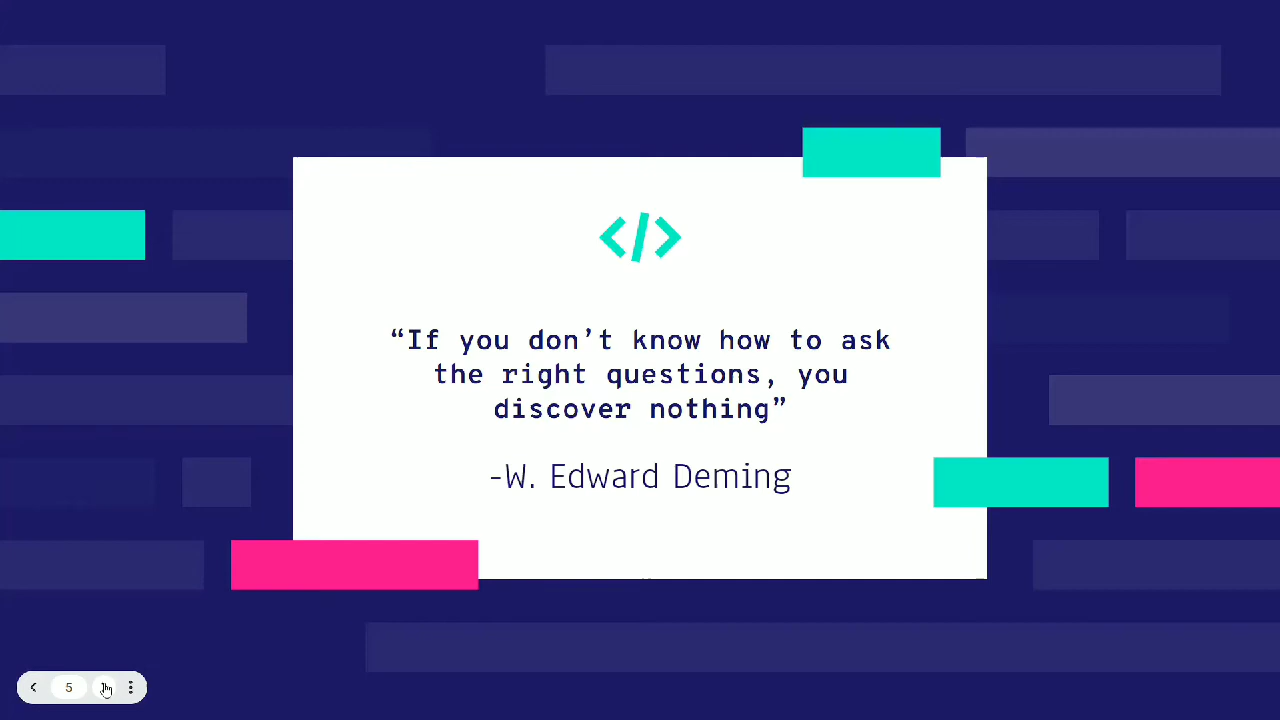 </>
“If you don’t know how to ask
the right questions, you
discover nothing”
-W. Edward Deming
5